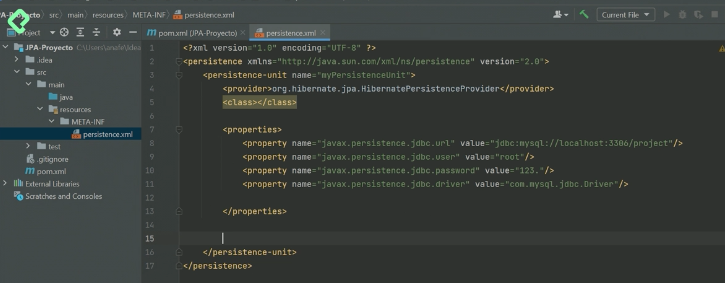 PA-Proyecto src main resources META-INF persistence.xml Current File
Project pom.xml (JPA-Proyecto) persistence.xml
JPA-Proyecto
.idea
src
main
java
resources
META-INF
persistence.xml
test
.gitignore
pom.xml
External Libraries
Scratches and Consoles
1 <?xml version="1.0" encoding="UTF-8" ?>
2 <persistence xmlns="http://java.sun.com/xml/ns/persistence" version="2.0">
3 <persistence-unit name="myPersistenceUnit">
4 <provider>org.hibernate.jpa.HibernatePersistenceProvider</provider>
5 <class></class>
6
7 <properties>
8 <property name="javax.persistence.jdbc.url" value="jdbc:mysql://localhost:3306/project"/>
9 <property name="javax.persistence.jdbc.user" value="root"/>
10 <property name="javax.persistence.jdbc.password" value="123."/>
11 <property name="javax.persistence.jdbc.driver" value="com.mysql.jdbc.Driver"/>
12
13 </properties>
14
15
16 </persistence-unit>
17 </persistence>